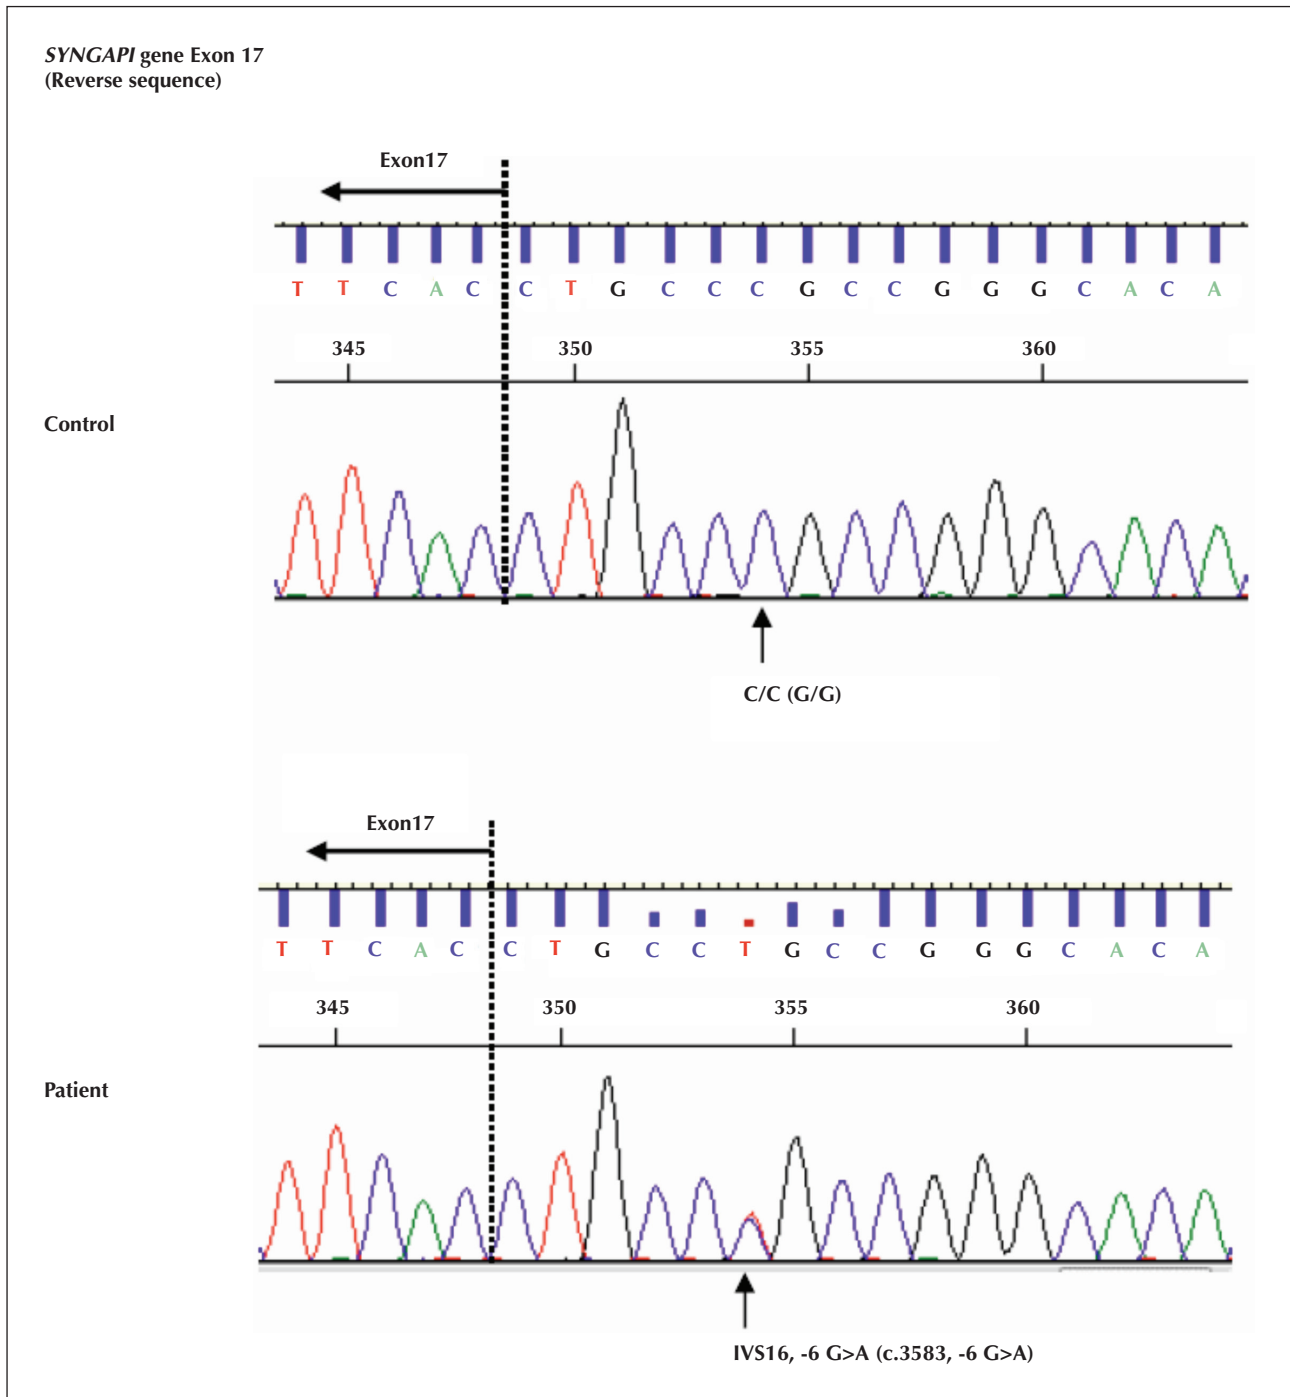 SYNGAPI gene Exon 17
(Reverse sequence)
Exon17
T T C A C C T G C C C G C C G G G C A C A
345 350 355 360
Control
C/C (G/G)
Exon17
T T C A C C T G C C T G C C G G G C A C A
345 350 355 360
Patient
IVS16, -6 G>A (c.3583, -6 G>A)